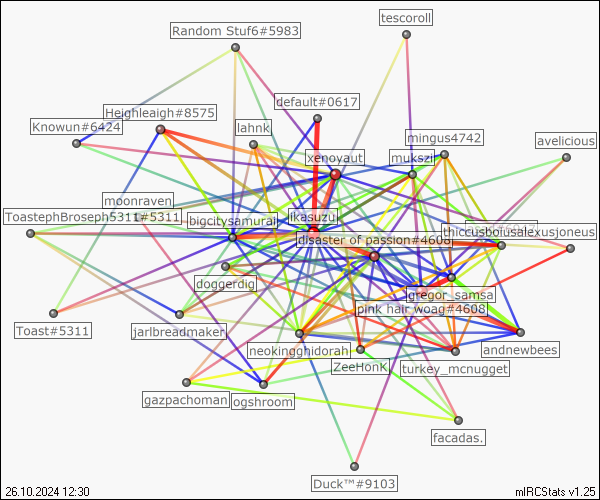 tescoroll
Random Stuf6#5983
default#0617
Heighleaigh#8575
Knowun#6424
lahnk
mingus4742
avelicious
xenoyaut
mukszil
moonraven
ToastephBroseph5311#5311
bigcitysamurai
ikasuzu
thiccusbousalexusjoneus
disaster of passion#4608
doggerdig
gregor_samsa
pink hair woag#4608
Toast#5311
jarlbreadmaker
neokingghidorah
andnewbees
ZeeHonK
turkey_mcnugget
gazpachoman
ogshroom
facadas.
Duck™#9103
26.10.2024 12:30
mIRCStats v1.25